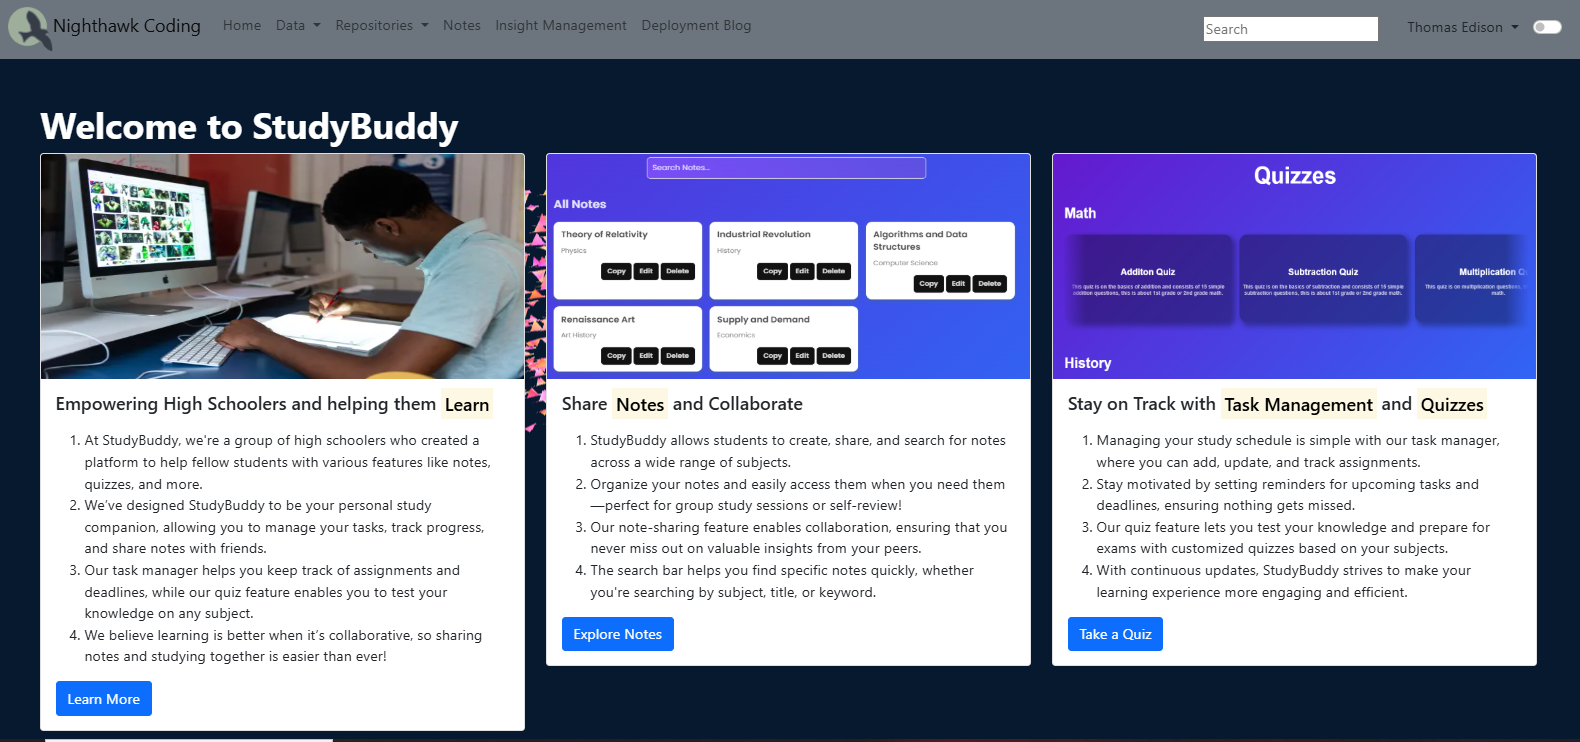 Nighthawk Coding Home Data Repositories Notes Insight Management Deployment Blog Search Thomas Edison
Welcome to StudyBuddy
Empowering High Schoolers and helping them Learn
1. At StudyBuddy, we're a group of high schoolers who created a
platform to help fellow students with various features like notes,
quizzes, and more.
2. We've designed StudyBuddy to be your personal study
companion, allowing you to manage your tasks, track progress,
and share notes with friends.
3. Our task manager helps you keep track of assignments and
deadlines, while our quiz feature enables you to test your
knowledge on any subject.
4. We believe learning is better when it's collaborative, so sharing
notes and studying together is easier than ever!
Learn More
Search Notes...
All Notes
Theory of Relativity
Physics
Copy Edit Delete
Industrial Revolution
History
Copy Edit Delete
Algorithms and Data
Structures
Computer Science
Copy Edit Delete
Renaissance Art
Art History
Copy Edit Delete
Supply and Demand
Economics
Copy Edit Delete
Share Notes and Collaborate
1. StudyBuddy allows students to create, share, and search for notes
across a wide range of subjects.
2. Organize your notes and easily access them when you need them
—perfect for group study sessions or self-review!
3. Our note-sharing feature enables collaboration, ensuring that you
never miss out on valuable insights from your peers.
4. The search bar helps you find specific notes quickly, whether
you're searching by subject, title, or keyword.
Explore Notes
Quizzes
Math
Additon Quiz
This quiz is on the basics of addition and consists of 15 simple
addition questions, this is about 1st grade or 2nd grade math.
Subtraction Quiz
This quiz is on the basics of subtraction and consists of 15 simple
subtraction questions, this is about 1st grade or 2nd grade math.
Multiplication Q
This quiz is on multiplication questions,
math.
History
Stay on Track with Task Management and Quizzes
1. Managing your study schedule is simple with our task manager,
where you can add, update, and track assignments.
2. Stay motivated by setting reminders for upcoming tasks and
deadlines, ensuring nothing gets missed.
3. Our quiz feature lets you test your knowledge and prepare for
exams with customized quizzes based on your subjects.
4. With continuous updates, StudyBuddy strives to make your
learning experience more engaging and efficient.
Take a Quiz